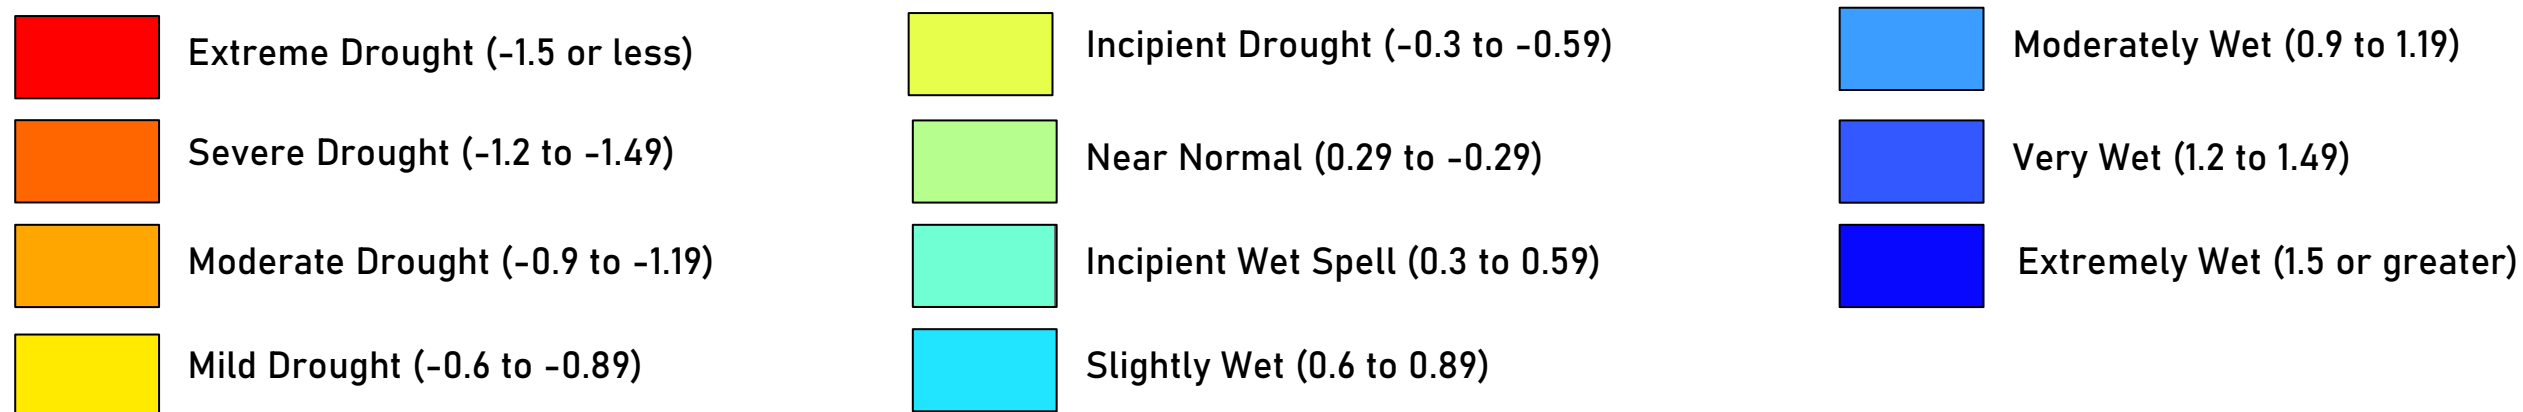 Extreme Drought (-1.5 or less)
Severe Drought (-1.2 to -1.49)
Moderate Drought (-0.9 to -1.19)
Mild Drought (-0.6 to -0.89)
Incipient Drought (-0.3 to -0.59)
Near Normal (0.29 to -0.29)
Incipient Wet Spell (0.3 to 0.59)
Slightly Wet (0.6 to 0.89)
Moderately Wet (0.9 to 1.19)
Very Wet (1.2 to 1.49)
Extremely Wet (1.5 or greater)